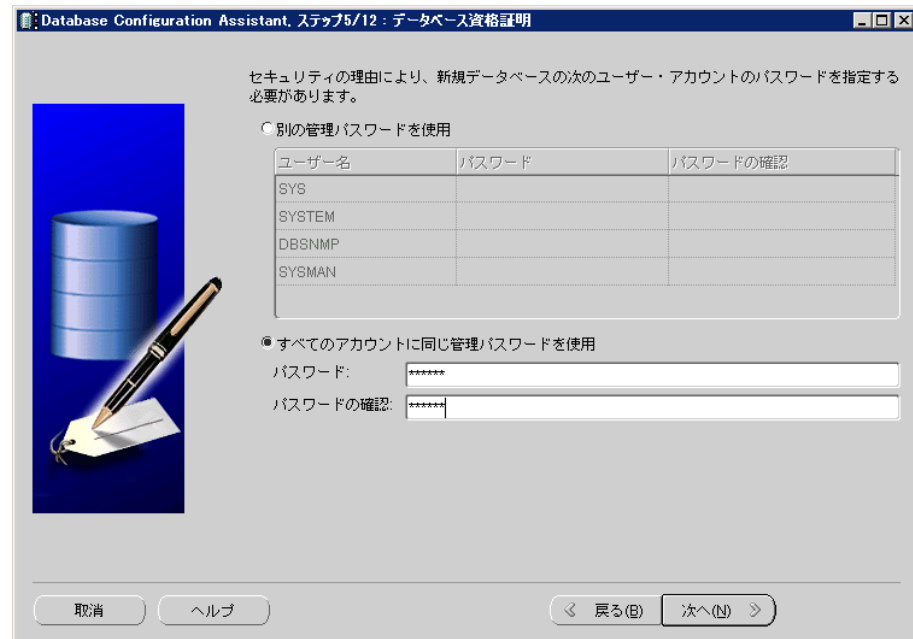 Database Configuration Assistant, ステップ5/12 : データベース資格証明
セキュリティの理由により、新規データベースの次のユーザー・アカウントのパスワードを指定する
必要があります。
別の管理パスワードを使用
ユーザー名 パスワード パスワードの確認
SYS
SYSTEM
DBSNMP
SYSMAN
すべてのアカウントに同じ管理パスワードを使用
パスワード: ******
パスワードの確認: ******
取消 ヘルプ 戻る(B) 次へ(N)